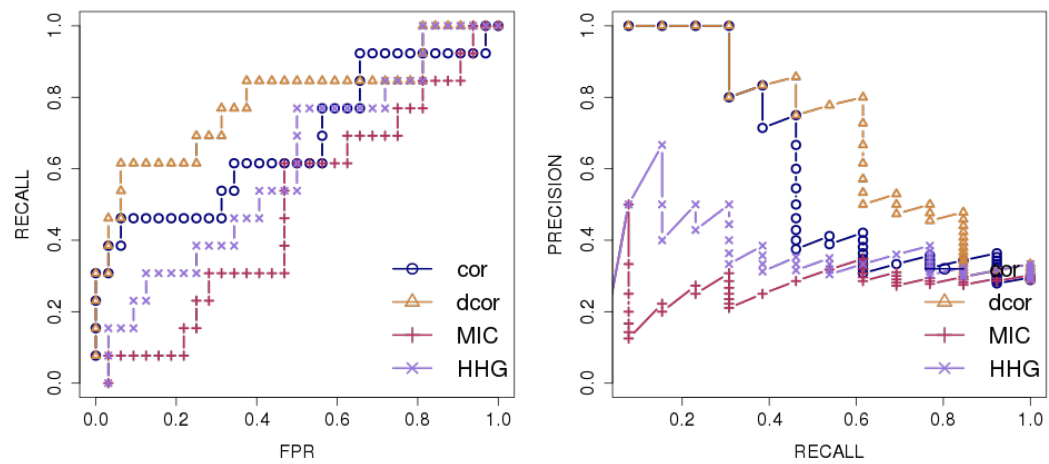 RECALL
1.0
0.8
0.6
0.4
0.2
0.0
cor
dcor
MIC
HHG
0.0 0.2 0.4 0.6 0.8 1.0
FPR
PRECISION
1.0
0.8
0.6
0.4
0.2
0.0
cor
dcor
MIC
HHG
0.2 0.4 0.6 0.8 1.0
RECALL